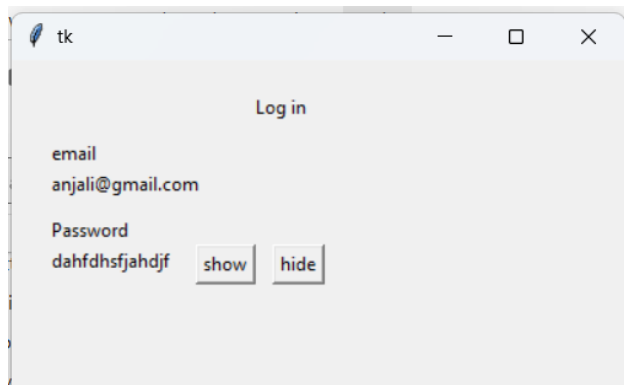 tk
Log in
email
anjali@gmail.com
Password
dahfdhsfjahdjf show hide